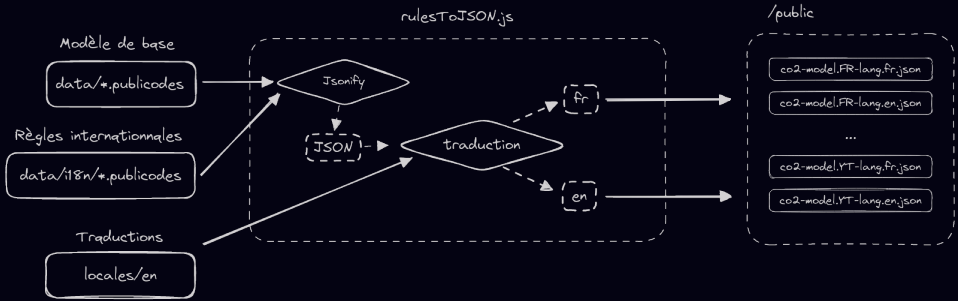 rulesToJSON.js
/public
Modèle de base
data/*.publicodes
Jsonify
Règles internationnales
data/i18n/*.publicodes
JSON
traduction
fr
en
Traductions
locales/en
co2-model.FR-lang.fr.json
co2-model.FR-lang.en.json
...
co2-model.YT-lang.fr.json
co2-model.YT-lang.en.json